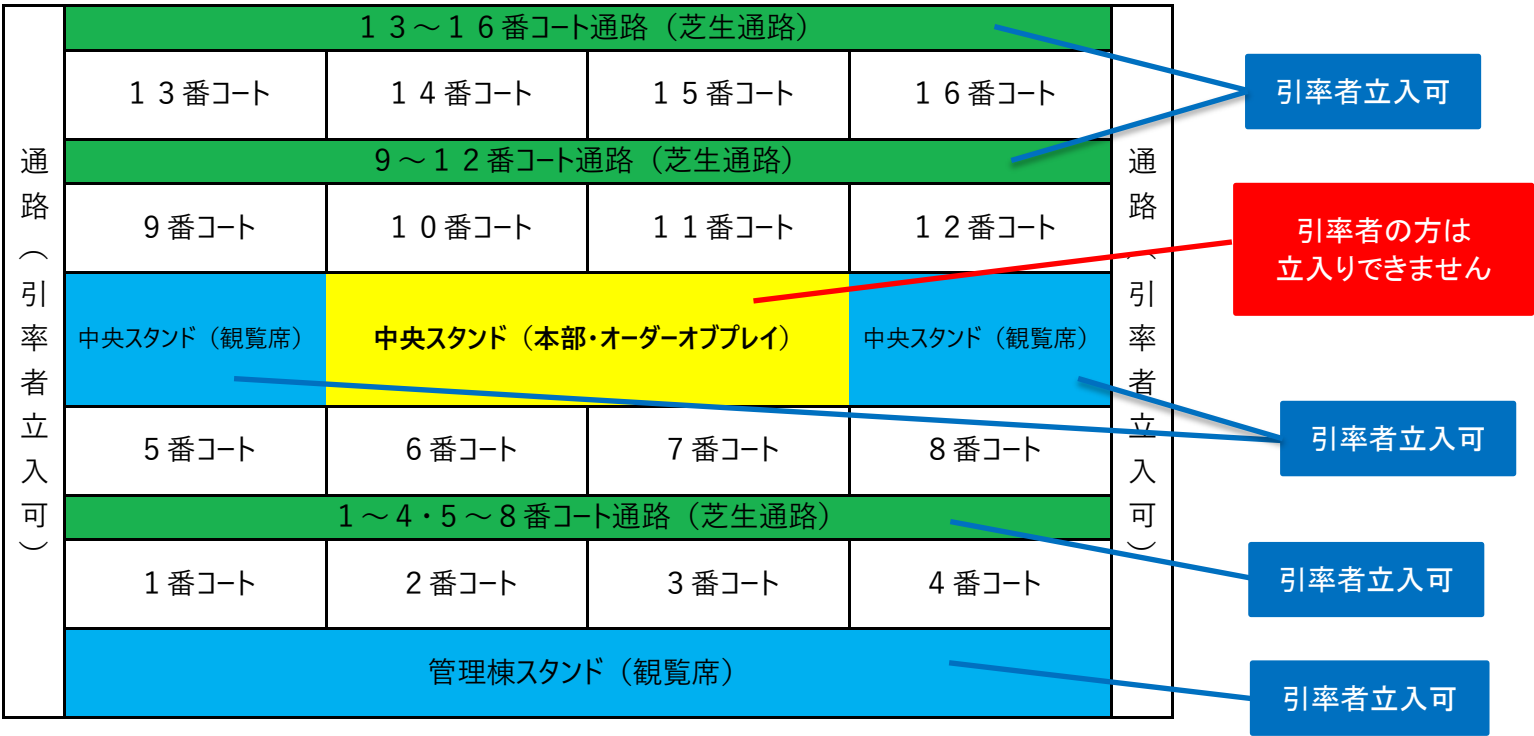 １３～１６番コート通路（芝生通路）
１３番コート
１４番コート
１５番コート
１６番コート
引率者立入可
通路（引率者立入可）
９～１２番コート通路（芝生通路）
通路（引率者立入可）
９番コート
１０番コート
１１番コート
１２番コート
引率者の方は
立入りできません
中央スタンド（観覧席）
中央スタンド（本部・オーダーオブプレイ）
中央スタンド（観覧席）
５番コート
６番コート
７番コート
８番コート
引率者立入可
１～４・５～８番コート通路（芝生通路）
１番コート
２番コート
３番コート
４番コート
引率者立入可
管理棟スタンド（観覧席）
引率者立入可